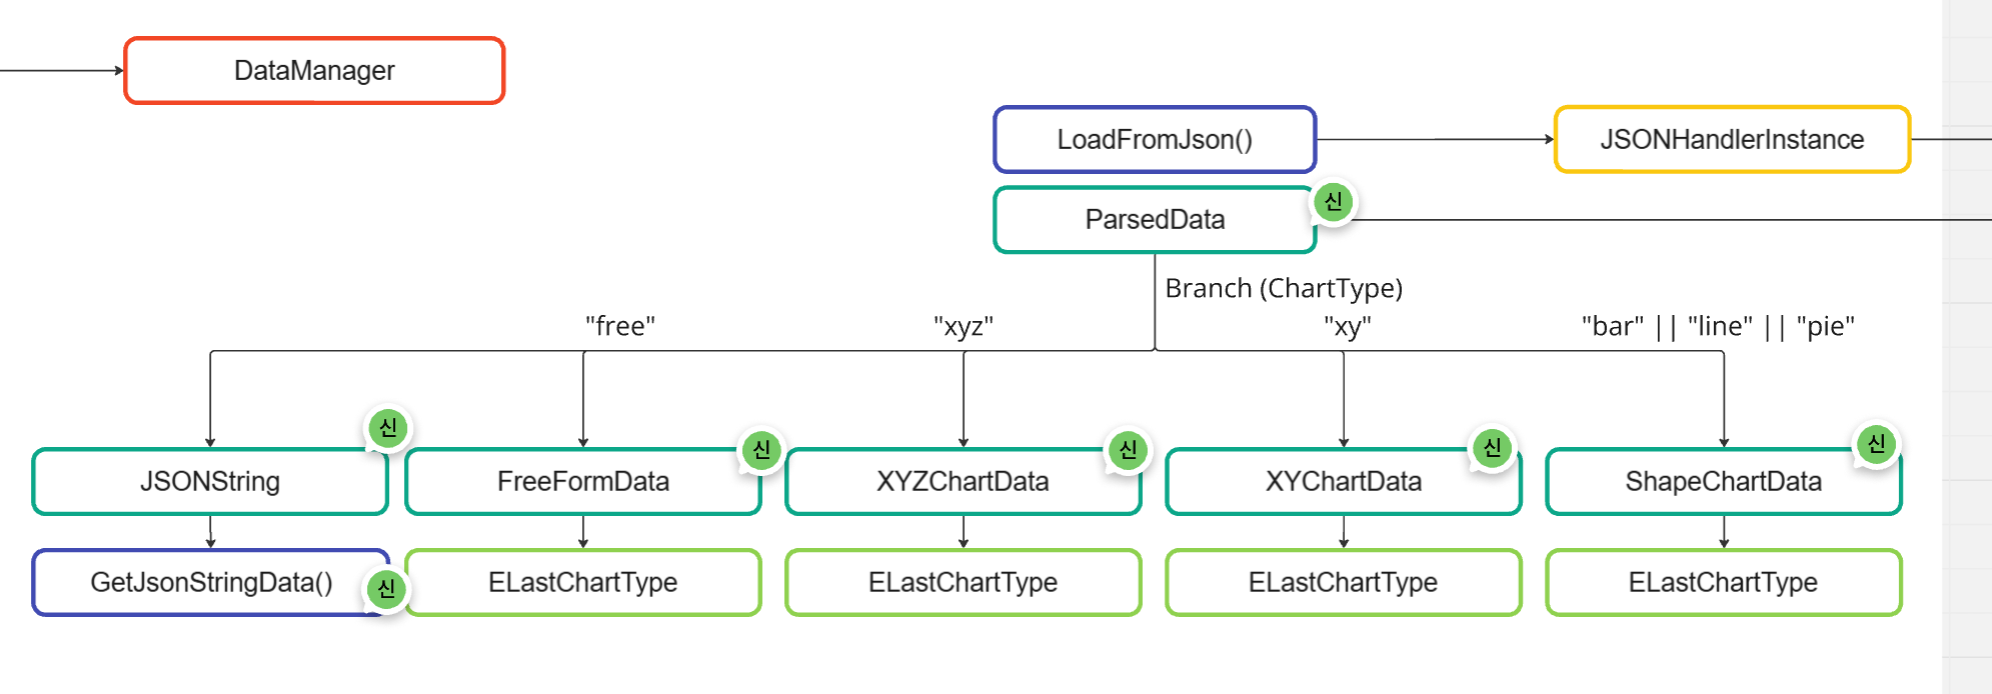 DataManager
LoadFromJson()
JSONHandlerInstance
신
ParsedData
Branch (ChartType)
"free"
"xyz"
"xy"
"bar" || "line" || "pie"
신
신
신
신
신
JSONString
FreeFormData
XYZChartData
XYChartData
ShapeChartData
GetJsonStringData()
신
ELastChartType
ELastChartType
ELastChartType
ELastChartType